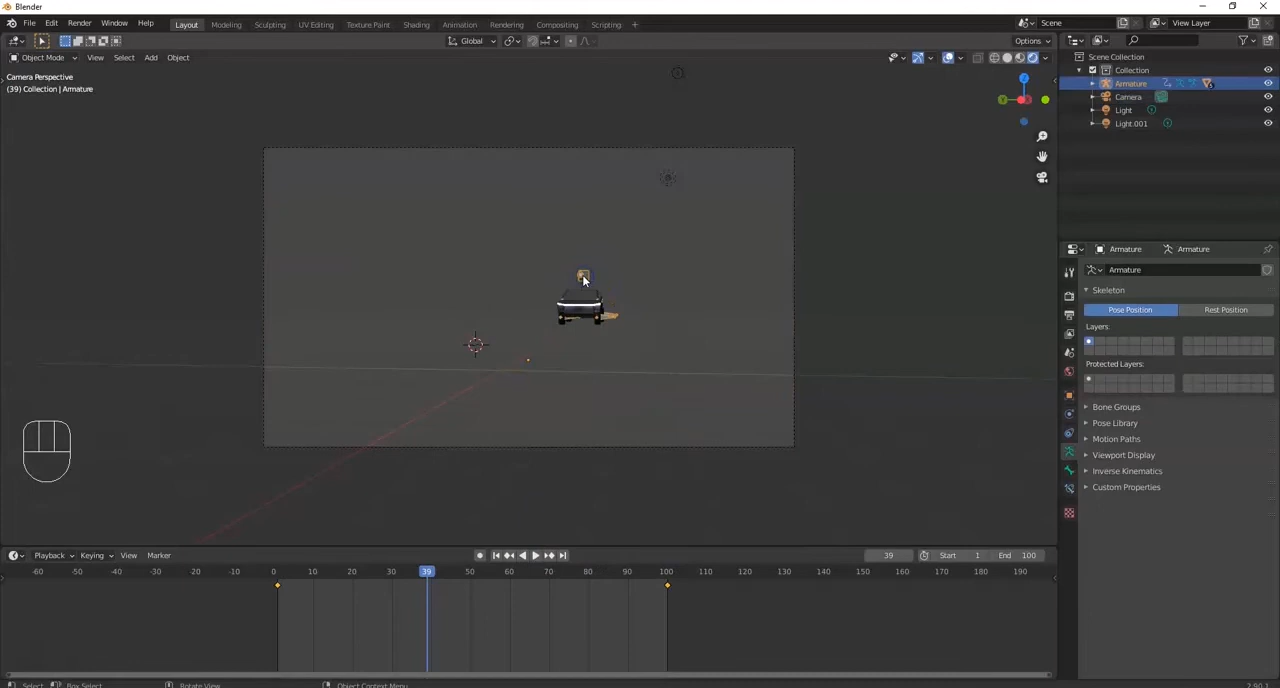 Blender
File Edit Render Window Help Layout Modeling Sculpting UV Editing Texture Paint Shading Animation Rendering Compositing Scripting + Scene View Layer
Global Options
Object Mode View Select Add Object
Camera Perspective
(39) Collection | Armature
Scene Collection
Collection
Armature
Camera
Light
Light.001
Armature Armature
Armature
Skeleton
Pose Position Rest Position
Layers:
Protected Layers:
Bone Groups
Pose Library
Motion Paths
Viewport Display
Inverse Kinematics
Custom Properties
Playback Keying View Marker 39 Start 1 End 100
-60 -50 -40 -30 -20 -10 0 10 20 30 39 50 60 70 80 90 100 110 120 130 140 150 160 170 180 190
Select Box Select Rotate View Object Context Menu 2.90.1